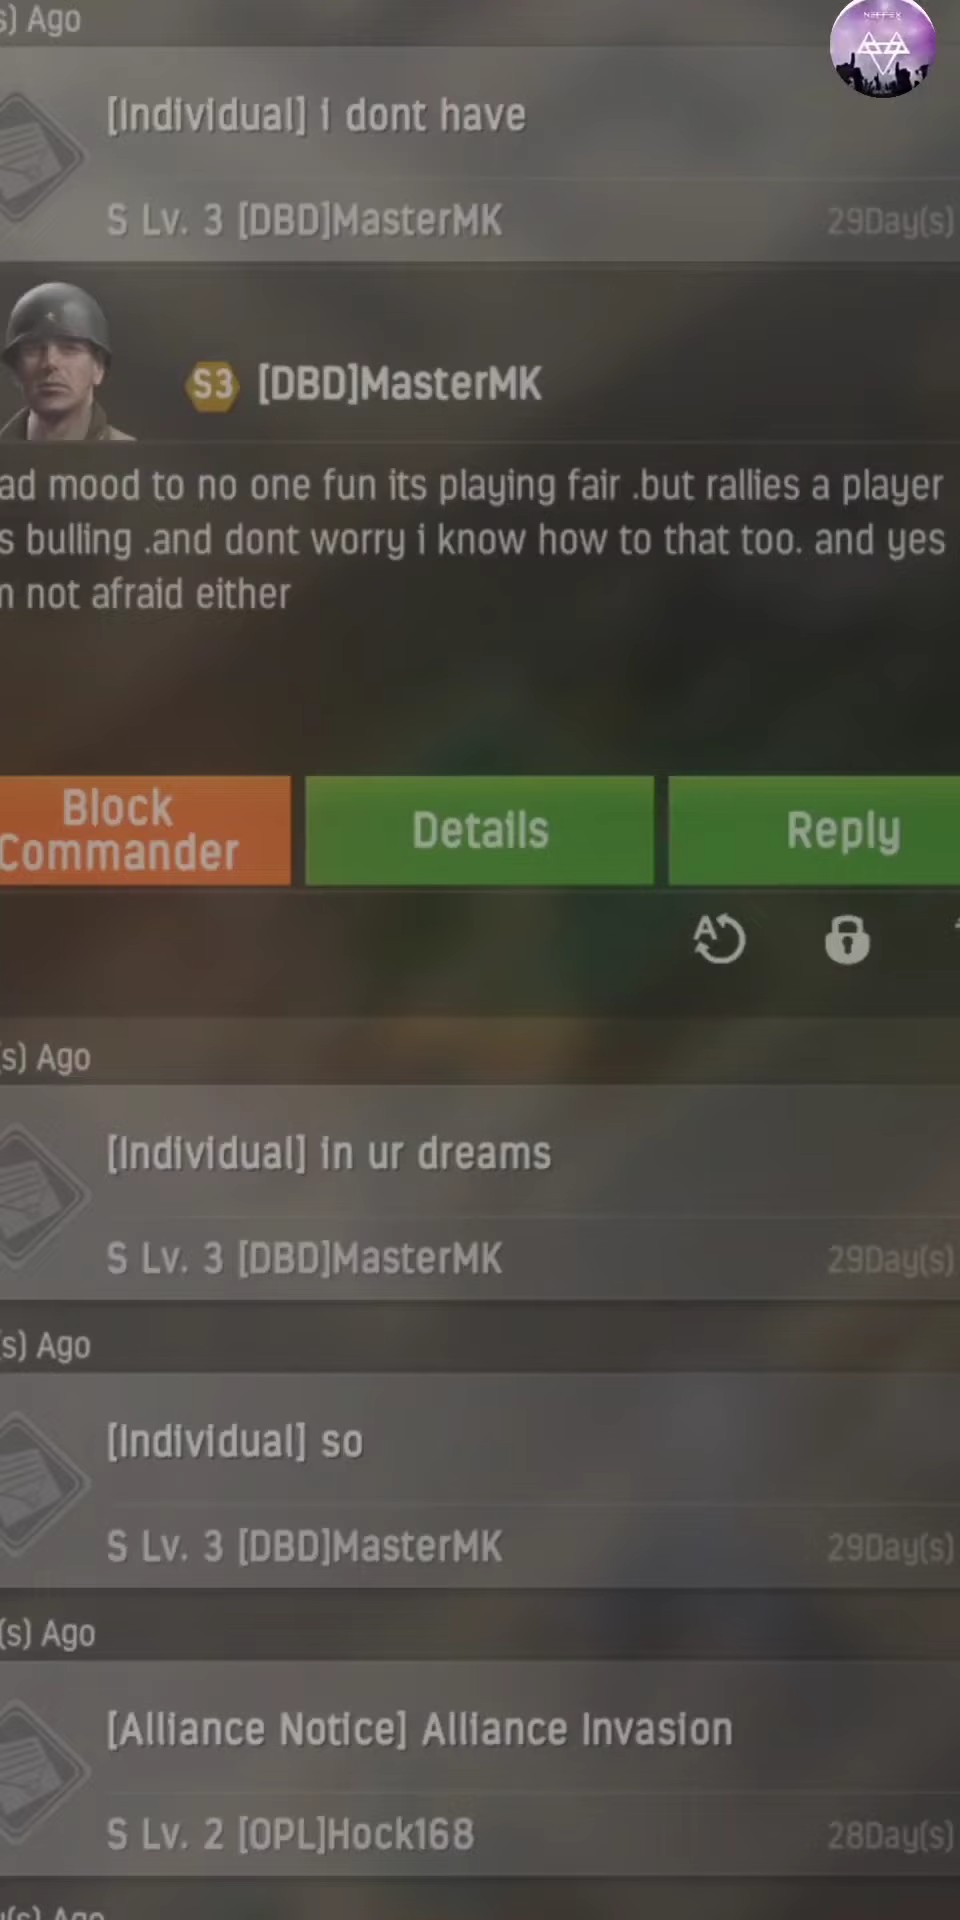 s) Ago
NEFFEX
[Individual] i dont have
S Lv. 3 [DBD]MasterMK
29Day(s)
S3 [DBD]MasterMK
ad mood to no one fun its playing fair .but rallies a player
s bulling .and dont worry i know how to that too. and yes
not afraid either
Block
Commander
Details
Reply
A
(s) Ago
[Individual] in ur dreams
S Lv. 3 [DBD]MasterMK
29Day(s)
(s) Ago
[Individual] so
S Lv. 3 [DBD]MasterMK
29Day(s)
(s) Ago
[Alliance Notice] Alliance Invasion
S Lv. 2 [OPL]Hock168
28Day(s)
(s) Ago